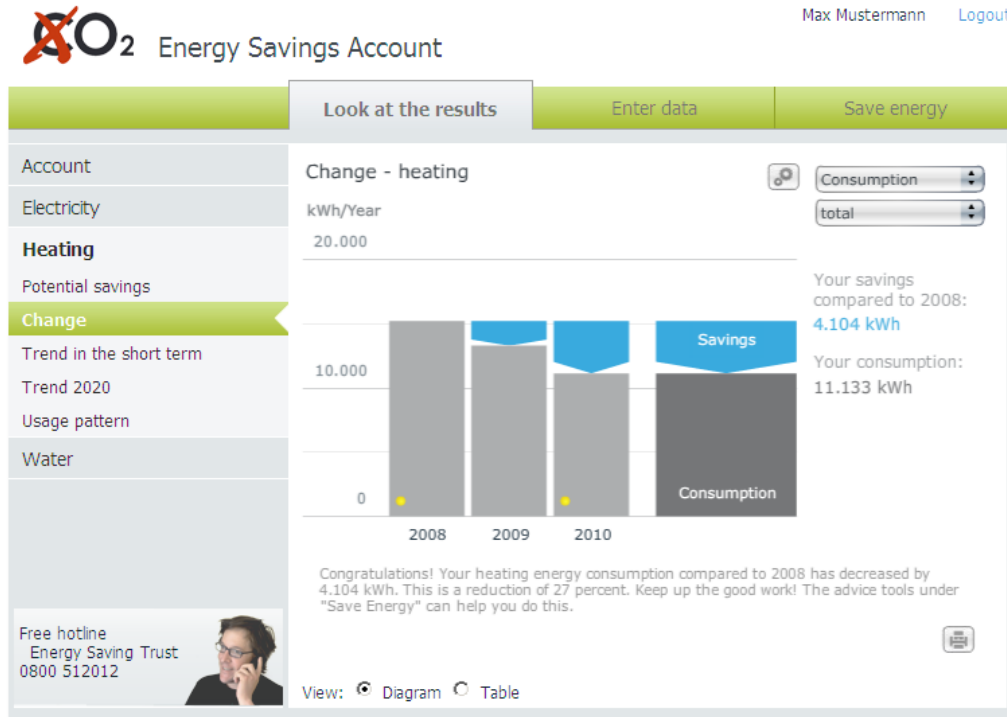 Max Mustermann Logout
CO2 Energy Savings Account
Look at the results Enter data Save energy
Account
Electricity
Heating
Potential savings
Change
Trend in the short term
Trend 2020
Usage pattern
Water
Free hotline
Energy Saving Trust
0800 512012
Change - heating
Consumption
total
kWh/Year
20.000
10.000
0
Savings
Consumption
2008 2009 2010
Your savings
compared to 2008:
4.104 kWh
Your consumption:
11.133 kWh
Congratulations! Your heating energy consumption compared to 2008 has decreased by
4.104 kWh. This is a reduction of 27 percent. Keep up the good work! The advice tools under
"Save Energy" can help you do this.
View: Diagram Table